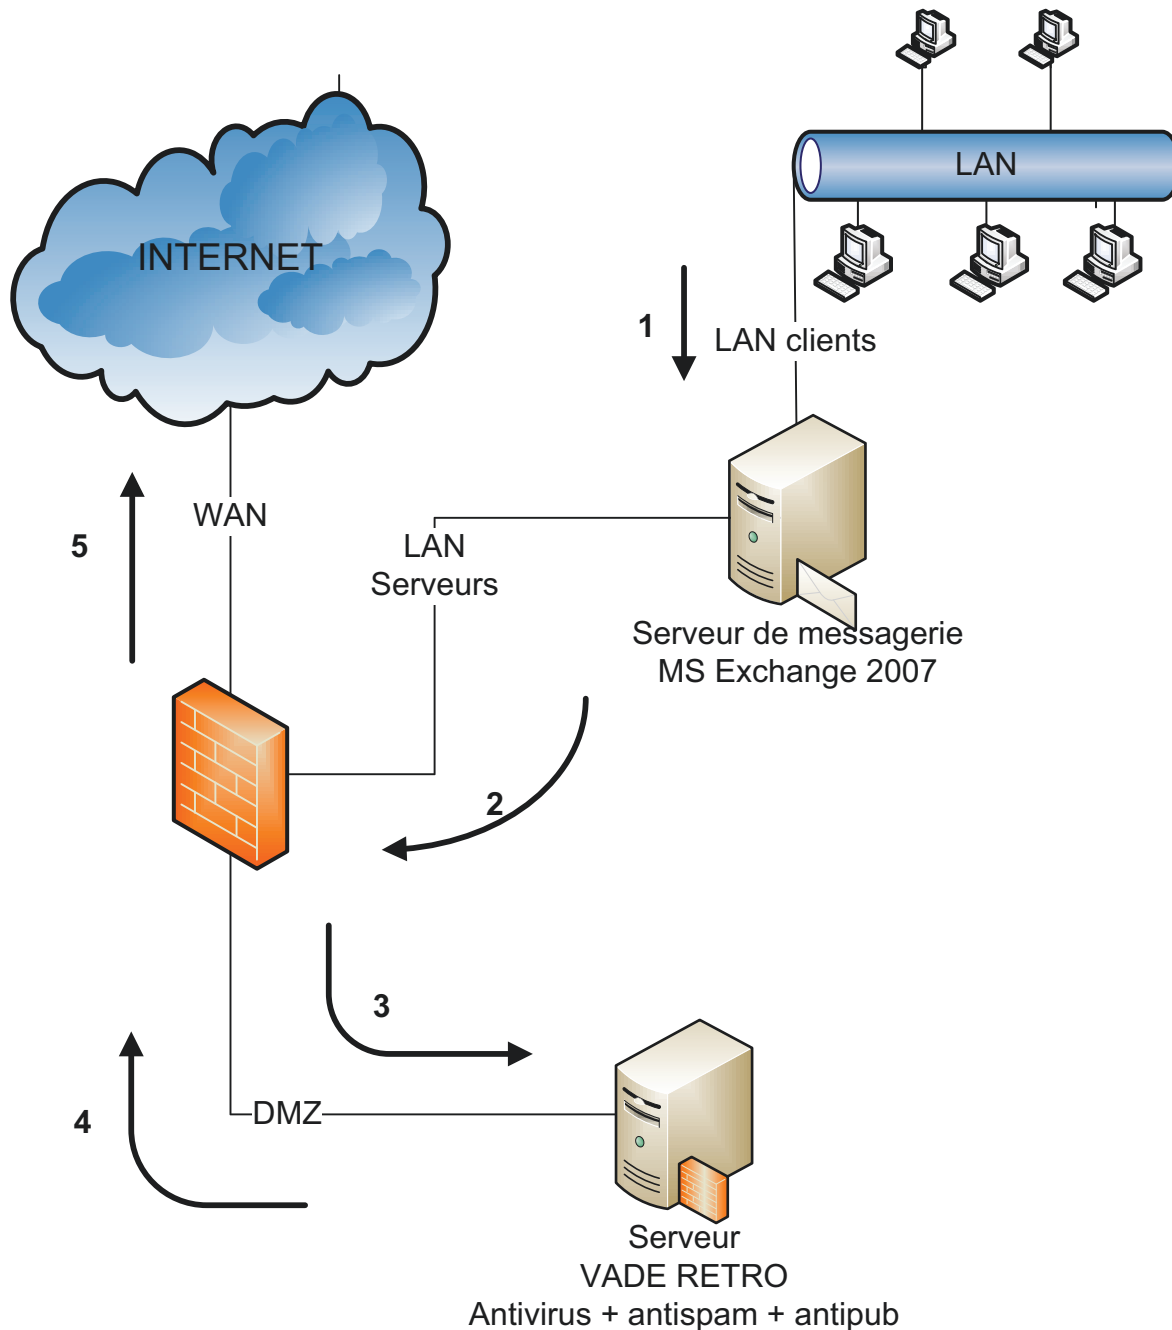 LAN
INTERNET
1
LAN clients
5
WAN
LAN
Serveurs
Serveur de messagerie
MS Exchange 2007
2
3
4
DMZ
Serveur
VADE RETRO
Antivirus + antispam + antipub